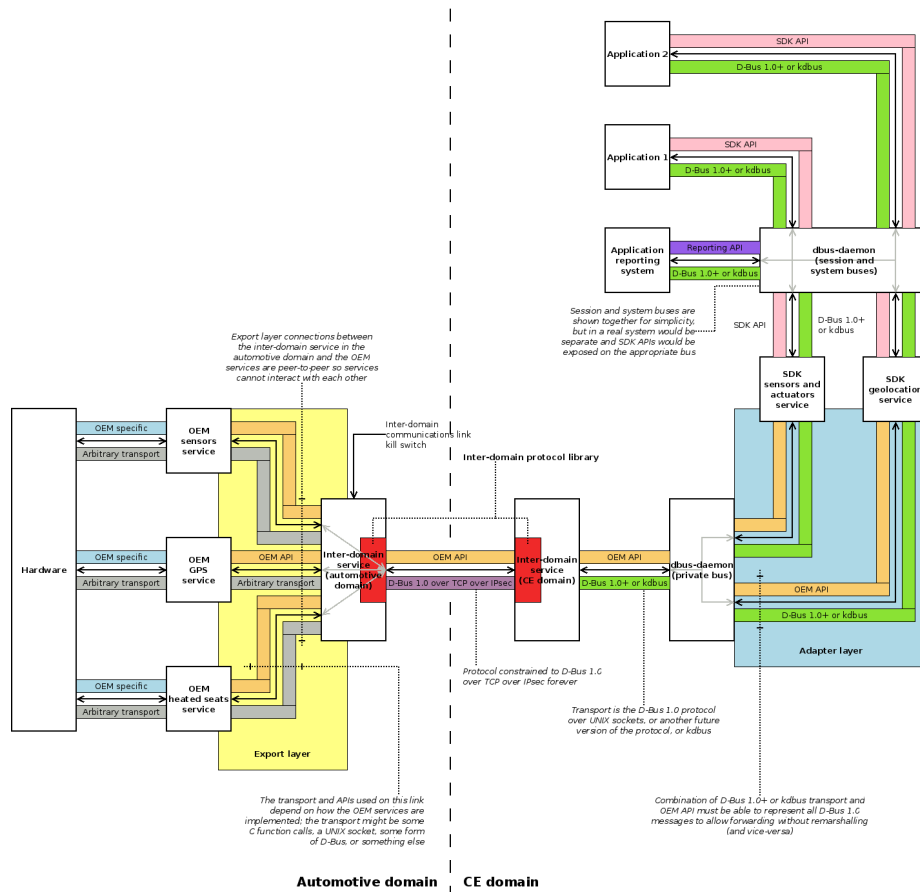 SDK API
Application 2
D-Bus 1.0+ or kdbus
SDK API
Application 1
D-Bus 1.0+ or kdbus
Application
reporting
system
Reporting API
D-Bus 1.0+ or kdbus
dbus-daemon
(session and
system buses)
Session and system buses are
shown together for simplicity,
but in a real system would be
separate and SDK APIs would be
exposed on the appropriate bus
SDK API
D-Bus 1.0+
or kdbus
Export layer connections between
the inter-domain service in the
automotive domain and the OEM
services are peer-to-peer so services
cannot interact with each other
SDK
sensors and
actuators
service
SDK
geolocation
service
Inter-domain
communications link
kill switch
OEM specific
Arbitrary transport
OEM
sensors
service
Inter-domain protocol library
Hardware
OEM specific
Arbitrary transport
OEM
GPS
service
OEM API
Arbitrary transport
Inter-domain
service
(automotive
domain)
OEM API
D-Bus 1.0 over TCP over IPsec
Inter-domain
service
(CE domain)
OEM API
D-Bus 1.0+ or kdbus
dbus-daemon
(private bus)
OEM API
D-Bus 1.0+ or kdbus
Adapter layer
OEM specific
Arbitrary transport
OEM
heated seats
service
Export layer
Protocol constrained to D-Bus 1.0
over TCP over IPsec forever
Transport is the D-Bus 1.0 protocol
over UNIX sockets, or another future
version of the protocol, or kdbus
The transport and APIs used on this link
depend on how the OEM services are
implemented; the transport might be some
C function calls, a UNIX socket, some form
of D-Bus, or something else
Combination of D-Bus 1.0+ or kdbus transport and
OEM API must be able to represent all D-Bus 1.0
messages to allow forwarding without remarshalling
(and vice-versa)
Automotive domain
CE domain